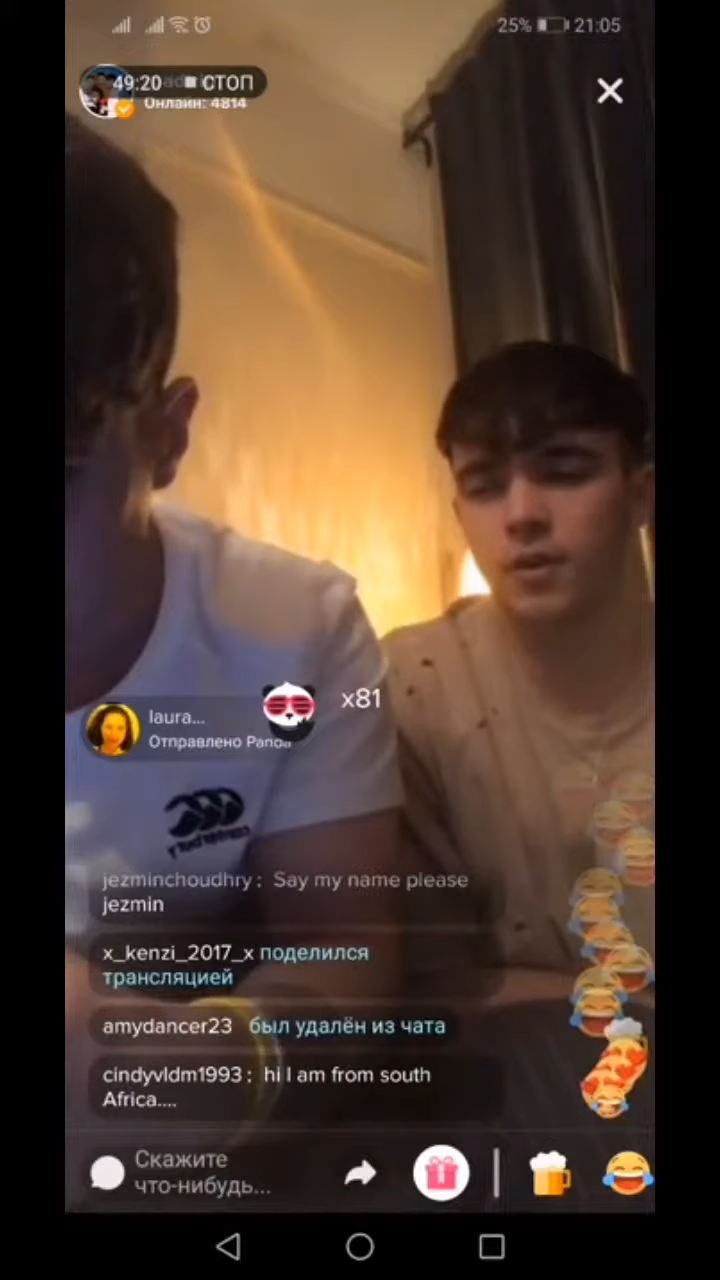 25% 21:05
49:20 СТОП
Онлайн: 4814
x81
laura...
Отправлено Panda
jezminchoudhry: Say my name please
jezmin
x_kenzi_2017_x поделился
трансляцией
amydancer23 был удалён из чата
cindyvldm1993: hi I am from south
Africa....
Скажите
что-нибудь...